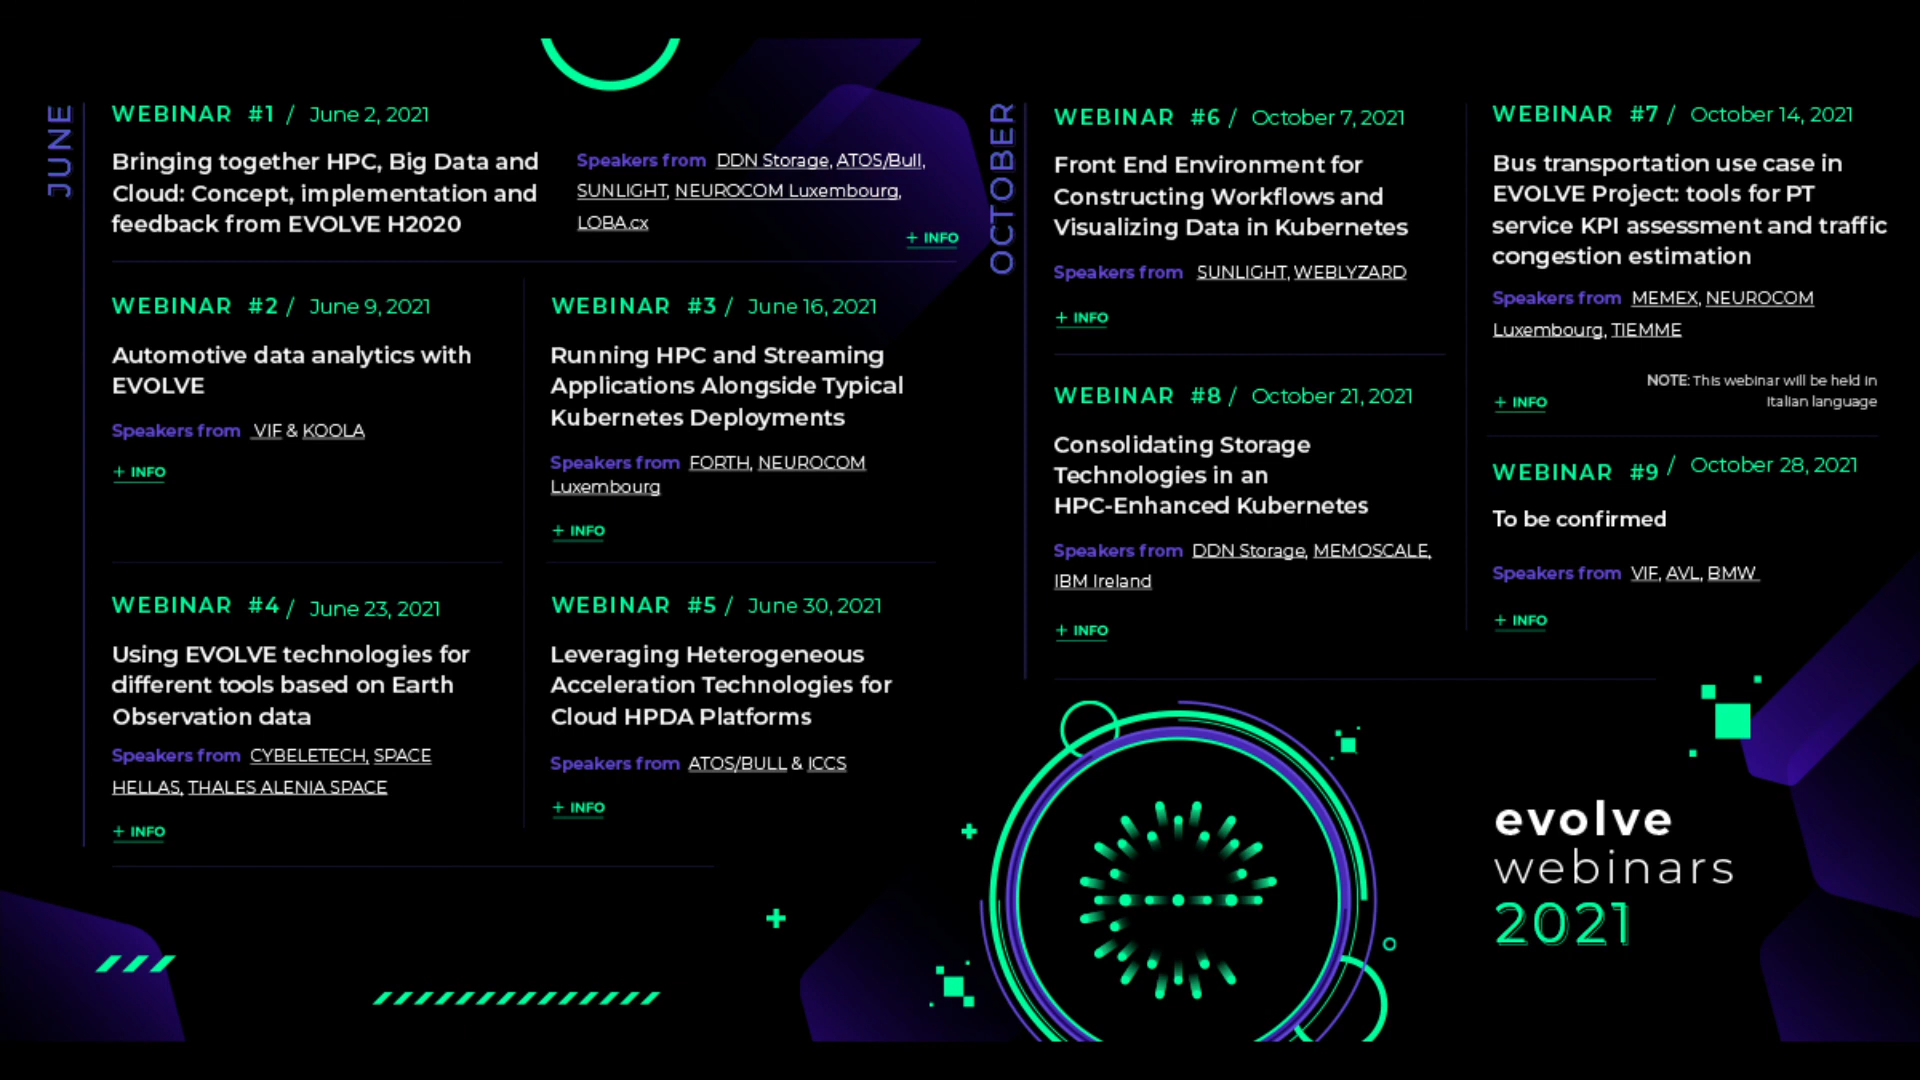 JUNE
WEBINAR #1 / June 2, 2021
Bringing together HPC, Big Data and
Cloud: Concept, implementation and
feedback from EVOLVE H2020
Speakers from DDN Storage, ATOS/Bull,
SUNLIGHT, NEUROCOM Luxembourg,
LOBA.cx
+ INFO
WEBINAR #2 / June 9, 2021
Automotive data analytics with
EVOLVE
Speakers from VIF & KOOLA
+ INFO
WEBINAR #3 / June 16, 2021
Running HPC and Streaming
Applications Alongside Typical
Kubernetes Deployments
Speakers from FORTH, NEUROCOM
Luxembourg
+ INFO
WEBINAR #4 / June 23, 2021
Using EVOLVE technologies for
different tools based on Earth
Observation data
Speakers from CYBELETECH, SPACE
HELLAS, THALES ALENIA SPACE
+ INFO
WEBINAR #5 / June 30, 2021
Leveraging Heterogeneous
Acceleration Technologies for
Cloud HPDA Platforms
Speakers from ATOS/BULL & ICCS
+ INFO
OCTOBER
WEBINAR #6 / October 7, 2021
Front End Environment for
Constructing Workflows and
Visualizing Data in Kubernetes
Speakers from SUNLIGHT, WEBLYZARD
+ INFO
WEBINAR #7 / October 14, 2021
Bus transportation use case in
EVOLVE Project: tools for PT
service KPI assessment and traffic
congestion estimation
Speakers from MEMEX, NEUROCOM
Luxembourg, TIEMME
NOTE: This webinar will be held in
Italian language
+ INFO
WEBINAR #8 / October 21, 2021
Consolidating Storage
Technologies in an
HPC-Enhanced Kubernetes
Speakers from DDN Storage, MEMOSCALE,
IBM Ireland
+ INFO
WEBINAR #9 / October 28, 2021
To be confirmed
Speakers from VIF, AVL, BMW
+ INFO
evolve
webinars
2021